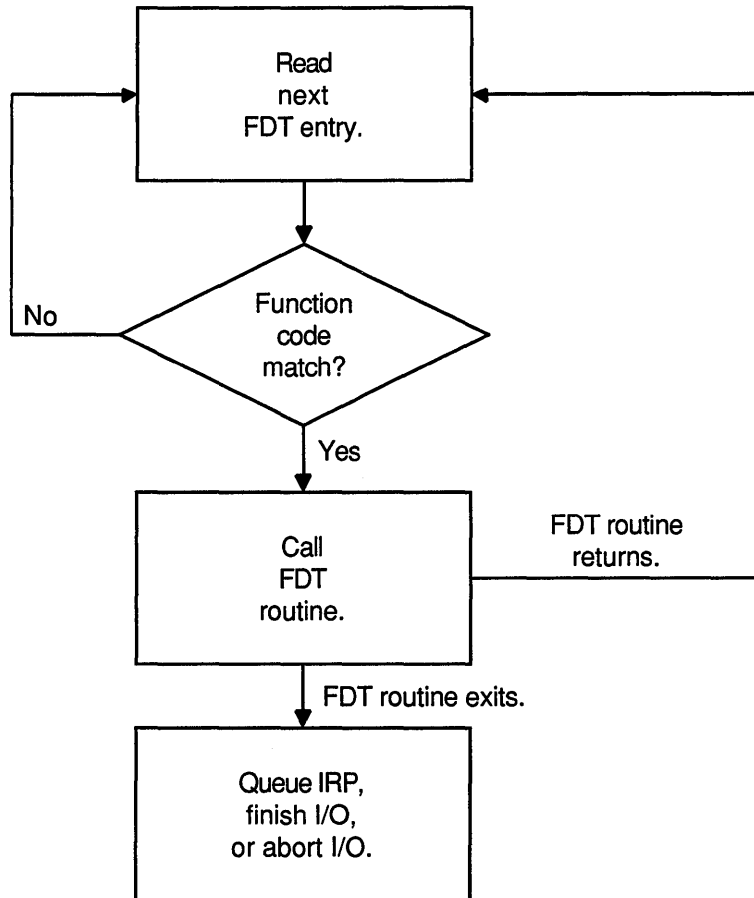 Read
next
FDT entry.
No
Function
code
match?
Yes
Call
FDT
routine.
FDT routine
returns.
FDT routine exits.
Queue IRP,
finish I/O,
or abort I/O.